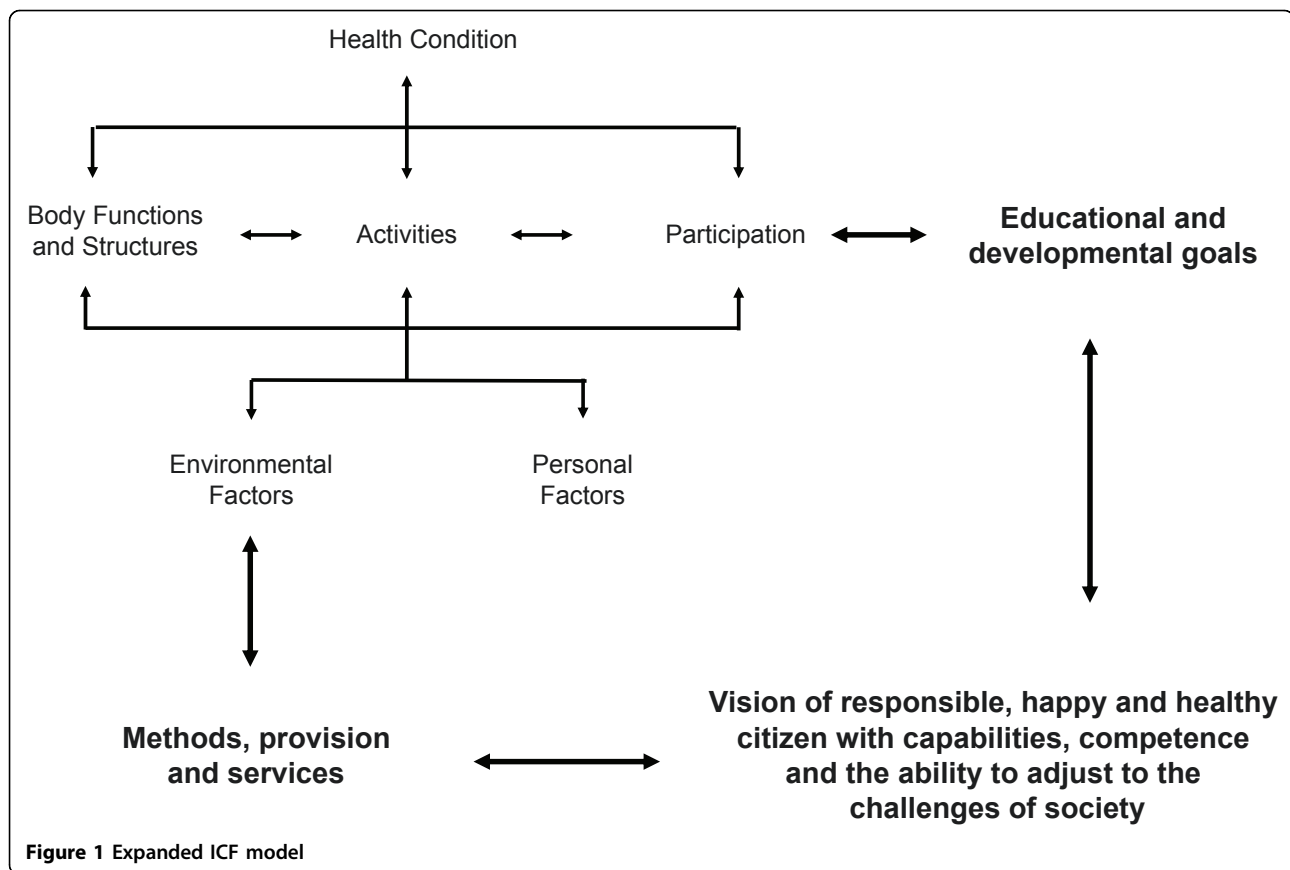 Health Condition
Body Functions
and Structures
Activities
Participation
Educational and
developmental goals
Environmental
Factors
Personal
Factors
Methods, provision
and services
Vision of responsible, happy and healthy
citizen with capabilities, competence
and the ability to adjust to the
challenges of society
Figure 1 Expanded ICF model